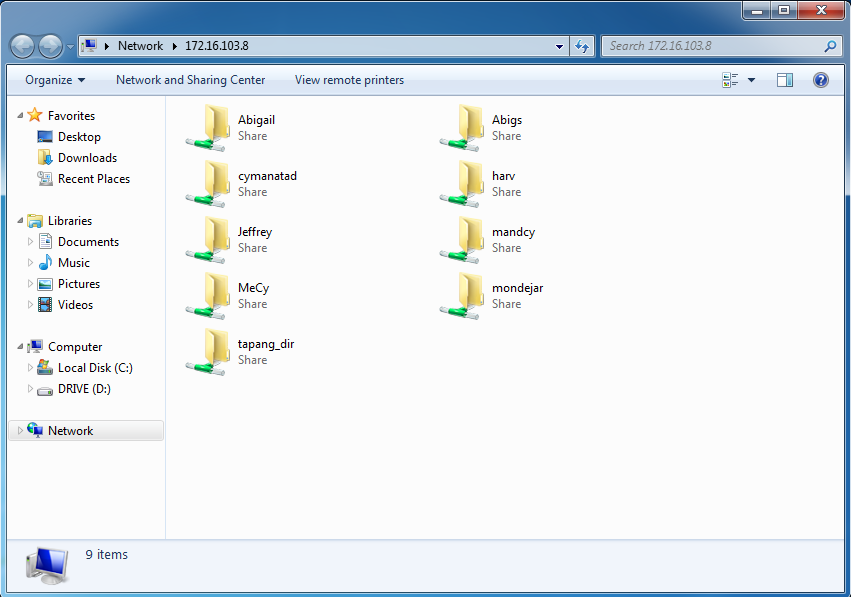 Network 172.16.103.8
Search 172.16.103.8
Organize Network and Sharing Center View remote printers
Favorites
Desktop
Downloads
Recent Places
Libraries
Documents
Music
Pictures
Videos
Computer
Local Disk (C:)
DRIVE (D:)
Network
Abigail
Share
Abigs
Share
cymanatad
Share
harv
Share
Jeffrey
Share
mandcy
Share
MeCy
Share
mondejar
Share
tapang_dir
Share
9 items